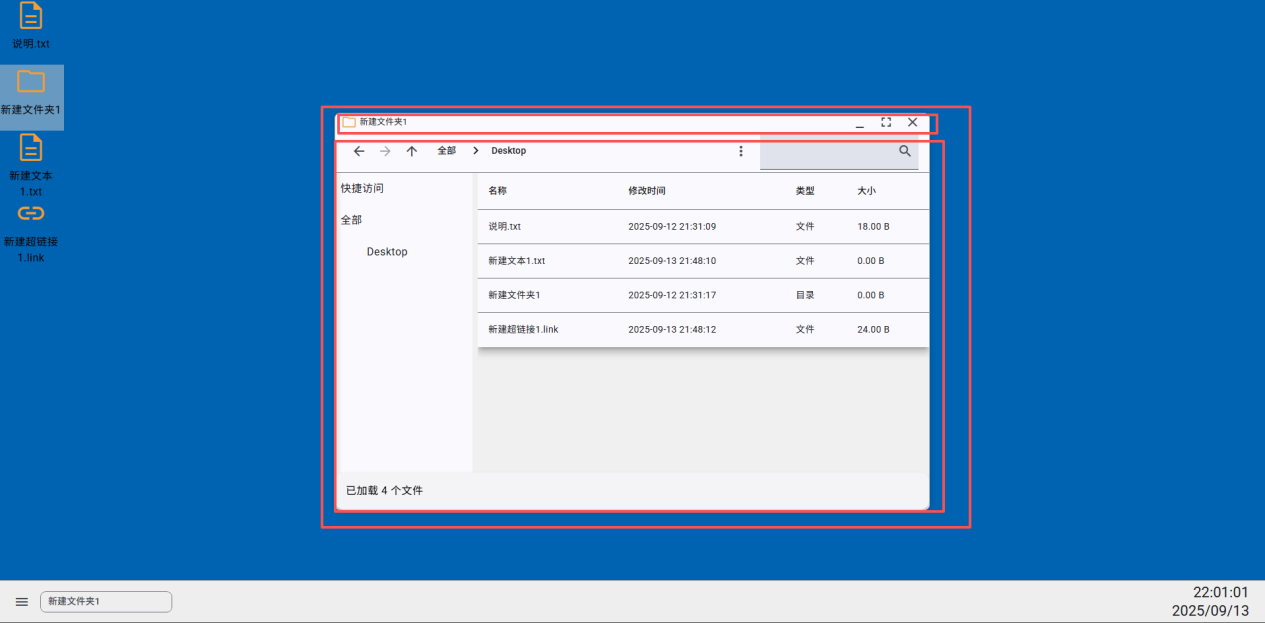 说明.txt
新建文件夹1
新建文本
1.txt
新建超链接
1.link
新建文件夹1
全部 Desktop
快捷访问
全部
Desktop
名称 修改时间 类型 大小
说明.txt 2025-09-12 21:31:09 文件 18.00 B
新建文本1.txt 2025-09-13 21:48:10 文件 0.00 B
新建文件夹1 2025-09-12 21:31:17 目录 0.00 B
新建超链接1.link 2025-09-13 21:48:12 文件 24.00 B
已加载 4 个文件
新建文件夹1
22:01:01
2025/09/13